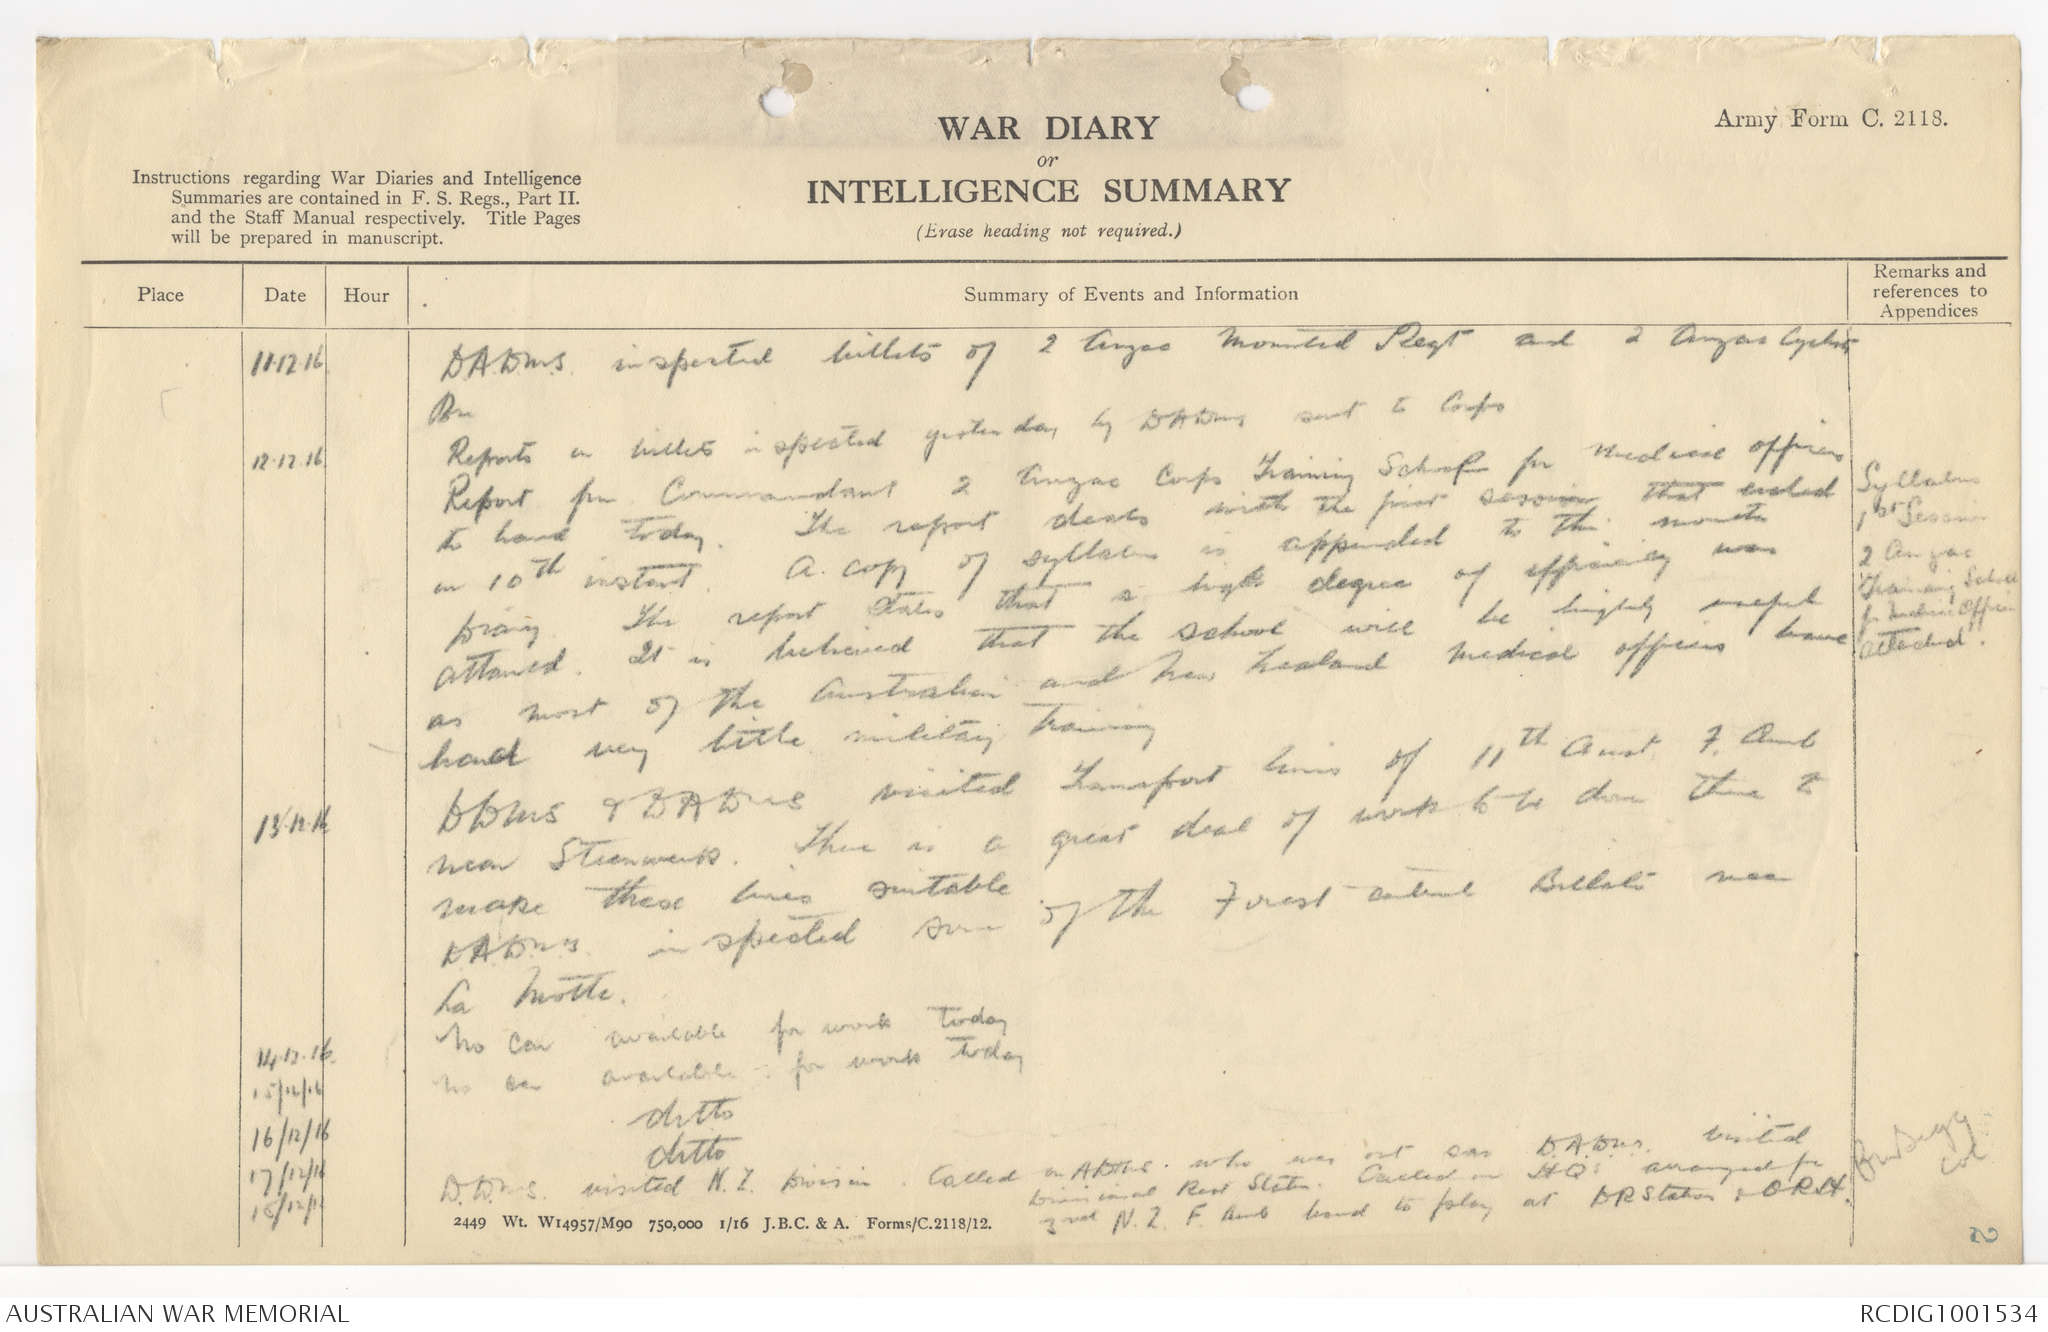 WAR DIARY
or
INTELLIGENCE SUMMARY
(Erase heading not required.)
Army Form C. 2118.
Instructions regarding War Diaries and Intelligence
Summaries are contained in F. S. Regs., Part II.
and the Staff Manual respectively. Title Pages
will be prepared in manuscript.
Place
Date
Hour
Summary of Events and Information
Remarks and
references to
Appendices
11.12.16 D.A.D.M.S. inspected billets of 2 Anzac Mounted Regt and 2 Anzac Cyclists
Bn
12.12.16 Reports on billets inspected yesterday by DADMS sent to Corps
Report from Commandant 2 Anzac Corps Training School for Medical Officers
to hand today. The report deals with the first session that ended
on 10th instant. A copy of syllabus is appended to this months
Diary. The report states that a high degree of efficiency was
attained. It is believed that the school will be highly useful
as most of the Australian and New Zealand Medical officers have
had very little military training
Syllabus
1st Session
2 Anzac
Training School
for Medical Officers
attached.
13.12.16 DDMS & DADMS visited Transport lines of 11th Aust F. Amb
near Steenwerck. There is a great deal of work to be done there to
make these lines suitable
D.A.D.M.S. inspected some of the Forest control Billets near
La Motte.
14.12.16 No car available for work today
15/12/16 No car available for work today
16/12/16 ditto
17/12/16 ditto
18/12/16 D.D.M.S. visited N.Z. Division. Called on ADMS. who was out saw D.A.D.M.S. visited
Divisional Rest Station. Called on HQrs arranged for
3rd N.Z. F. Amb band to play at DRStation &
Col
2449 Wt. W14957/M90 750,000 1/16 J.B.C. & A. Forms/C.2118/12.
AUSTRALIAN WAR MEMORIAL
RCDIG1001534